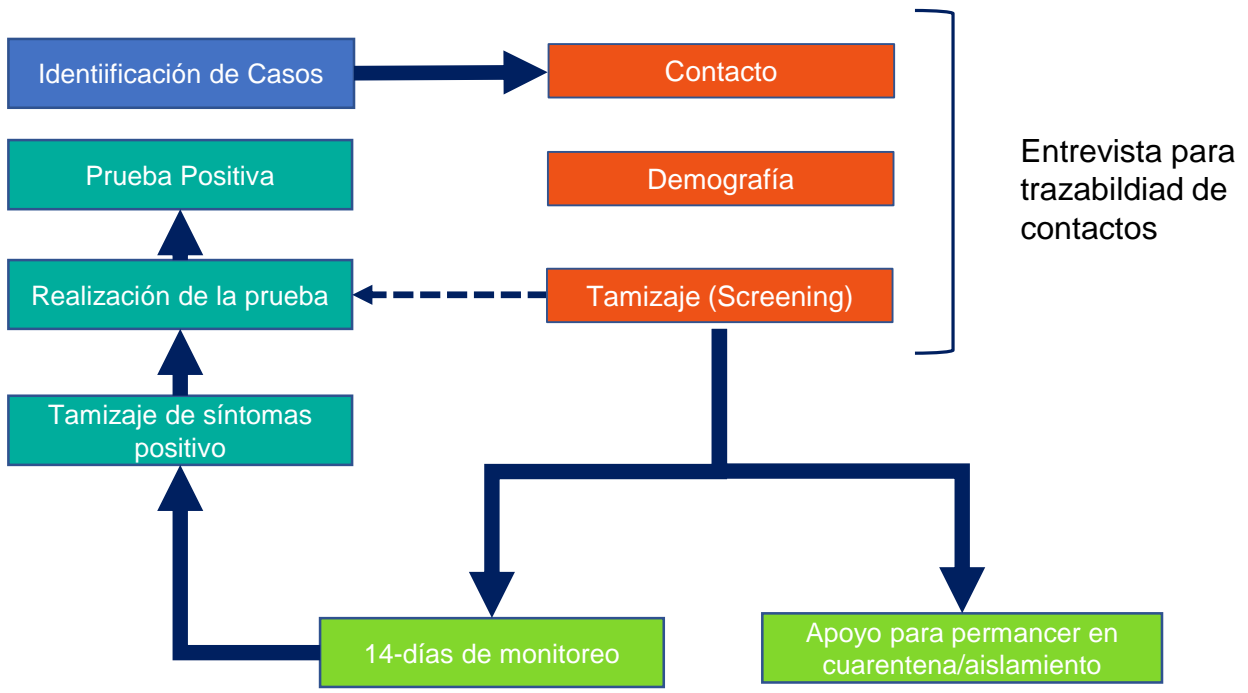 Identiificación de Casos
Contacto
Prueba Positiva
Demografía
Entrevista para
trazabildiad de
contactos
Realización de la prueba
Tamizaje (Screening)
Tamizaje de síntomas
positivo
14-días de monitoreo
Apoyo para permancer en
cuarentena/aislamiento